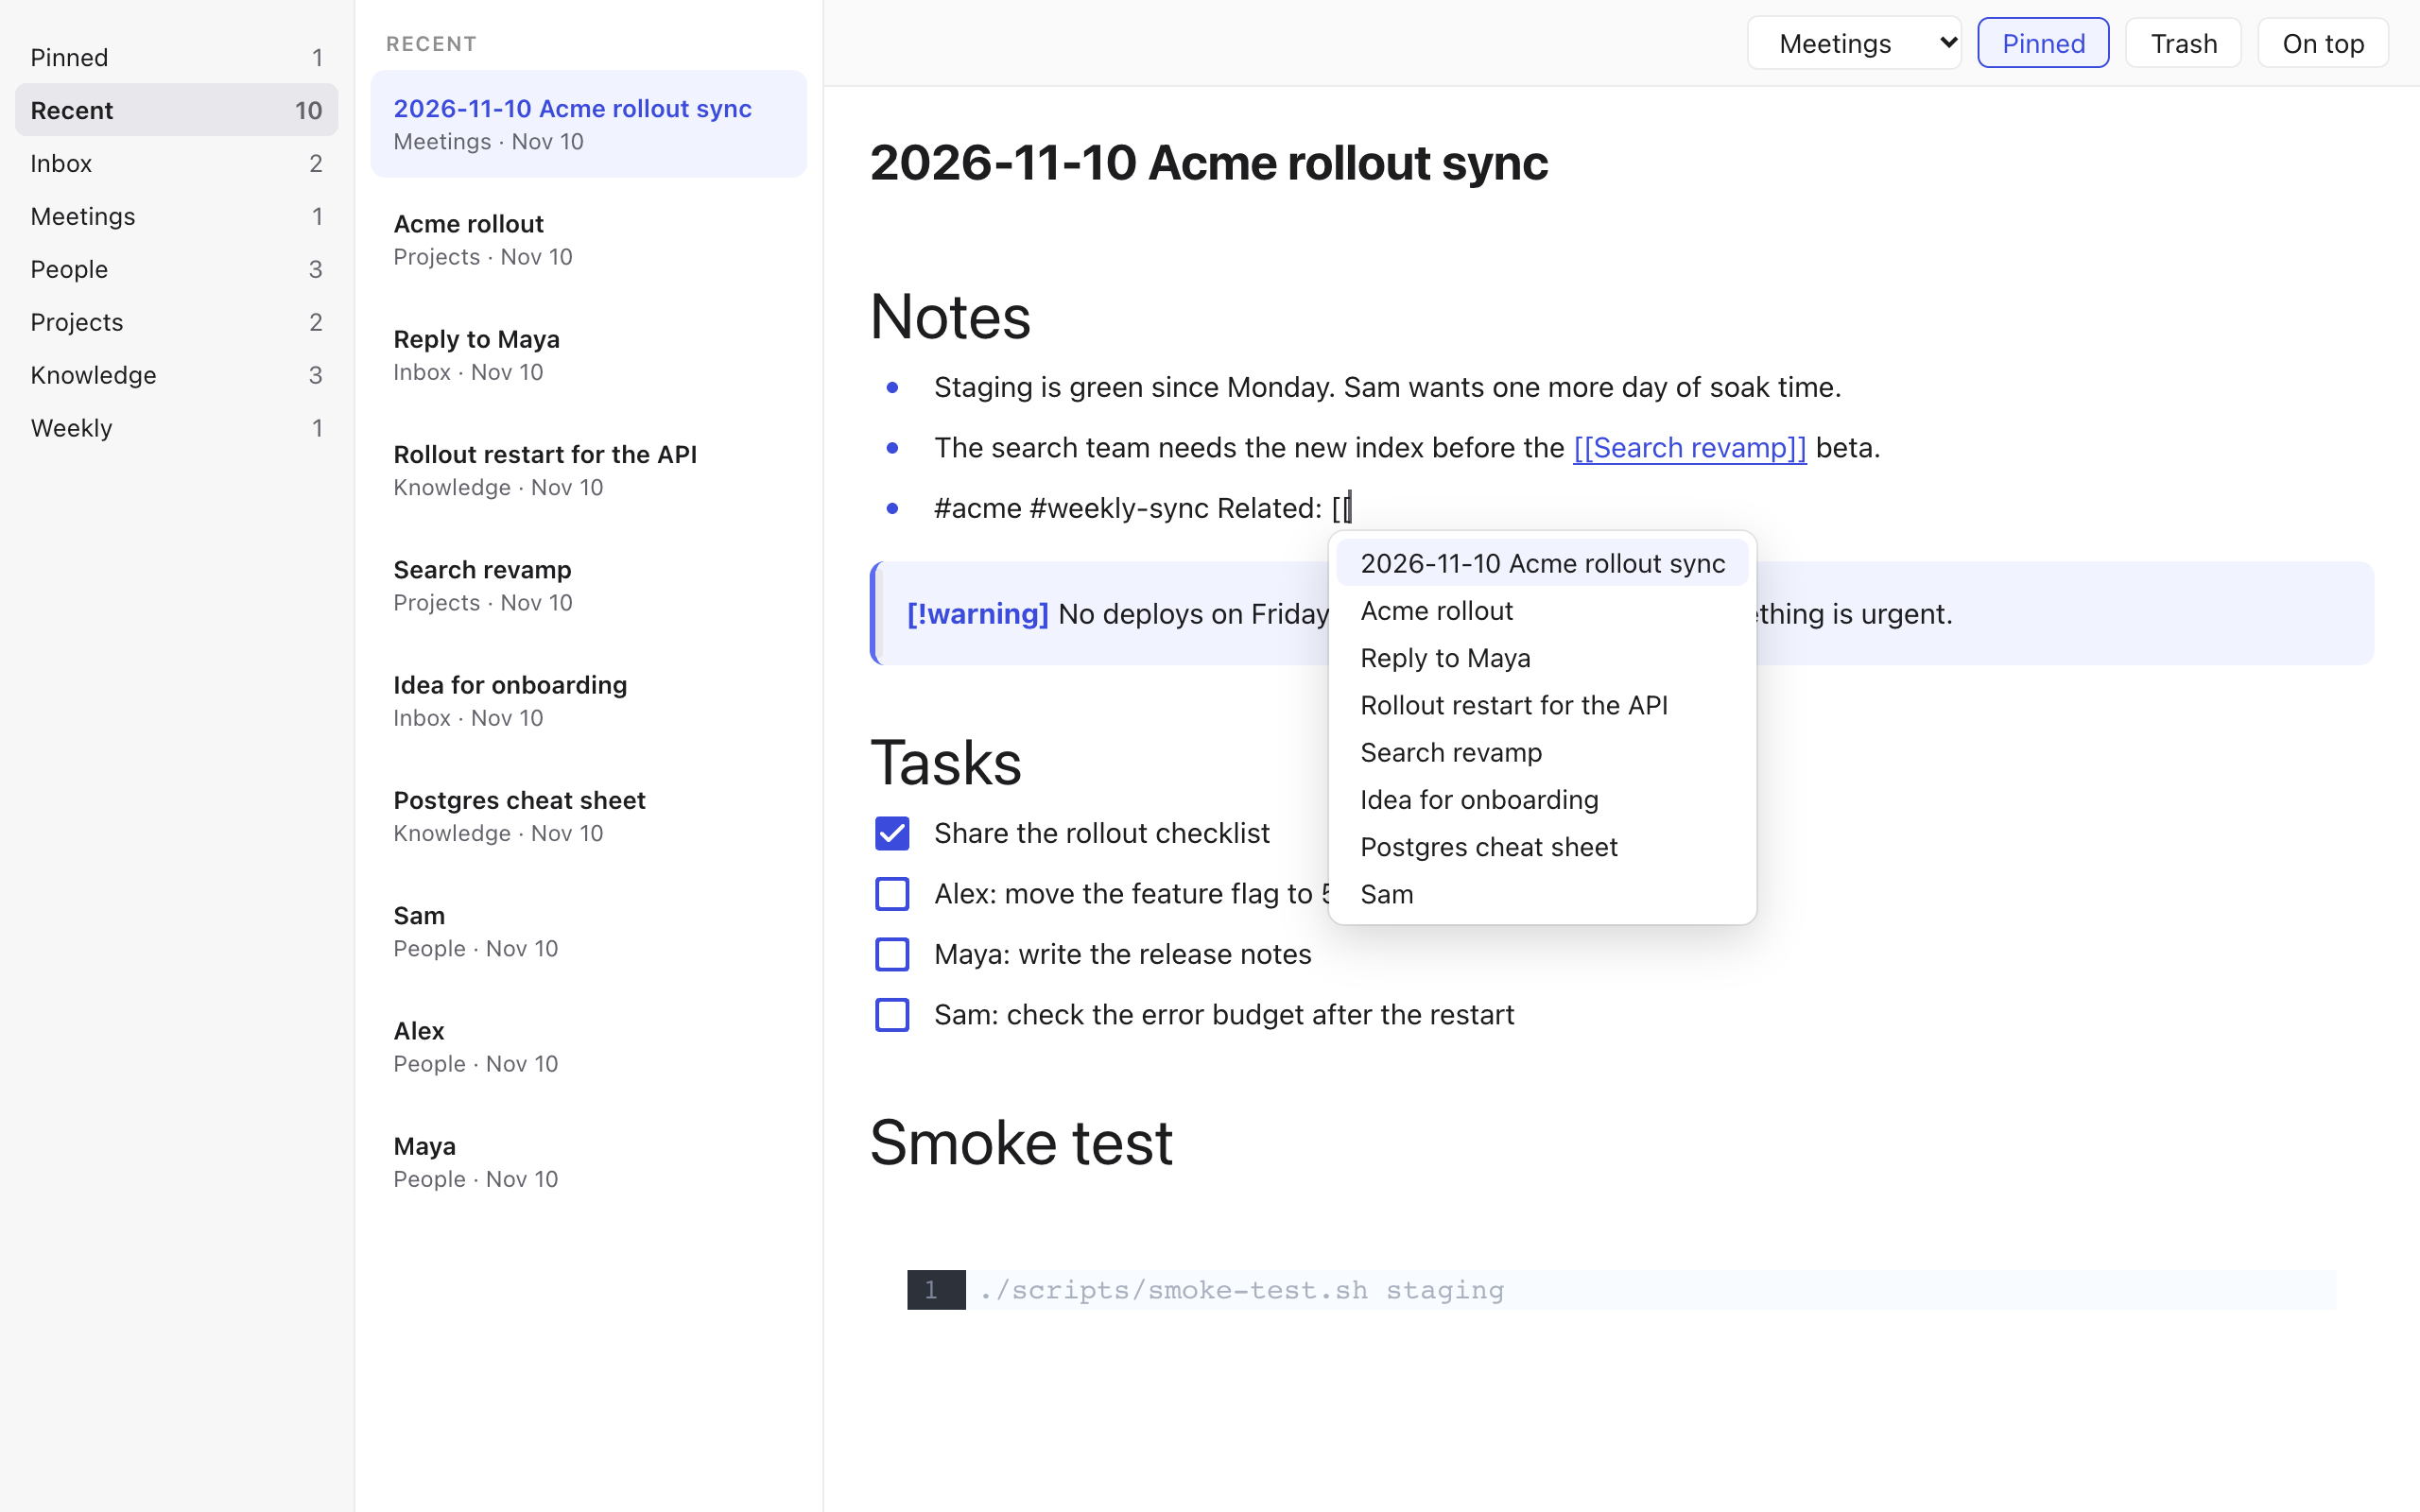 Pinned 1
Recent 10
Inbox 2
Meetings 1
People 3
Projects 2
Knowledge 3
Weekly 1
RECENT
2026-11-10 Acme rollout sync
Meetings · Nov 10
Acme rollout
Projects · Nov 10
Reply to Maya
Inbox · Nov 10
Rollout restart for the API
Knowledge · Nov 10
Search revamp
Projects · Nov 10
Idea for onboarding
Inbox · Nov 10
Postgres cheat sheet
Knowledge · Nov 10
Sam
People · Nov 10
Alex
People · Nov 10
Maya
People · Nov 10
Meetings Pinned Trash On top
2026-11-10 Acme rollout sync
Notes
Staging is green since Monday. Sam wants one more day of soak time.
The search team needs the new index before the [[Search revamp]] beta.
#acme #weekly-sync Related: [[
2026-11-10 Acme rollout sync
Acme rollout
Reply to Maya
Rollout restart for the API
Search revamp
Idea for onboarding
Postgres cheat sheet
Sam
[!warning] No deploys on Friday thing is urgent.
Tasks
Share the rollout checklist
Alex: move the feature flag to
Maya: write the release notes
Sam: check the error budget after the restart
Smoke test
1 ./scripts/smoke-test.sh staging